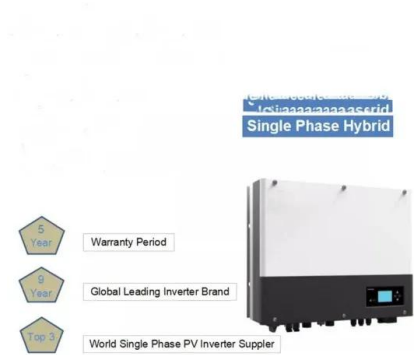 Single Phase Hybrid
5
Year
Warranty Period
9
Year
Global Leading Inverter Brand
Top 3
World Single Phase PV Inverter Suppler